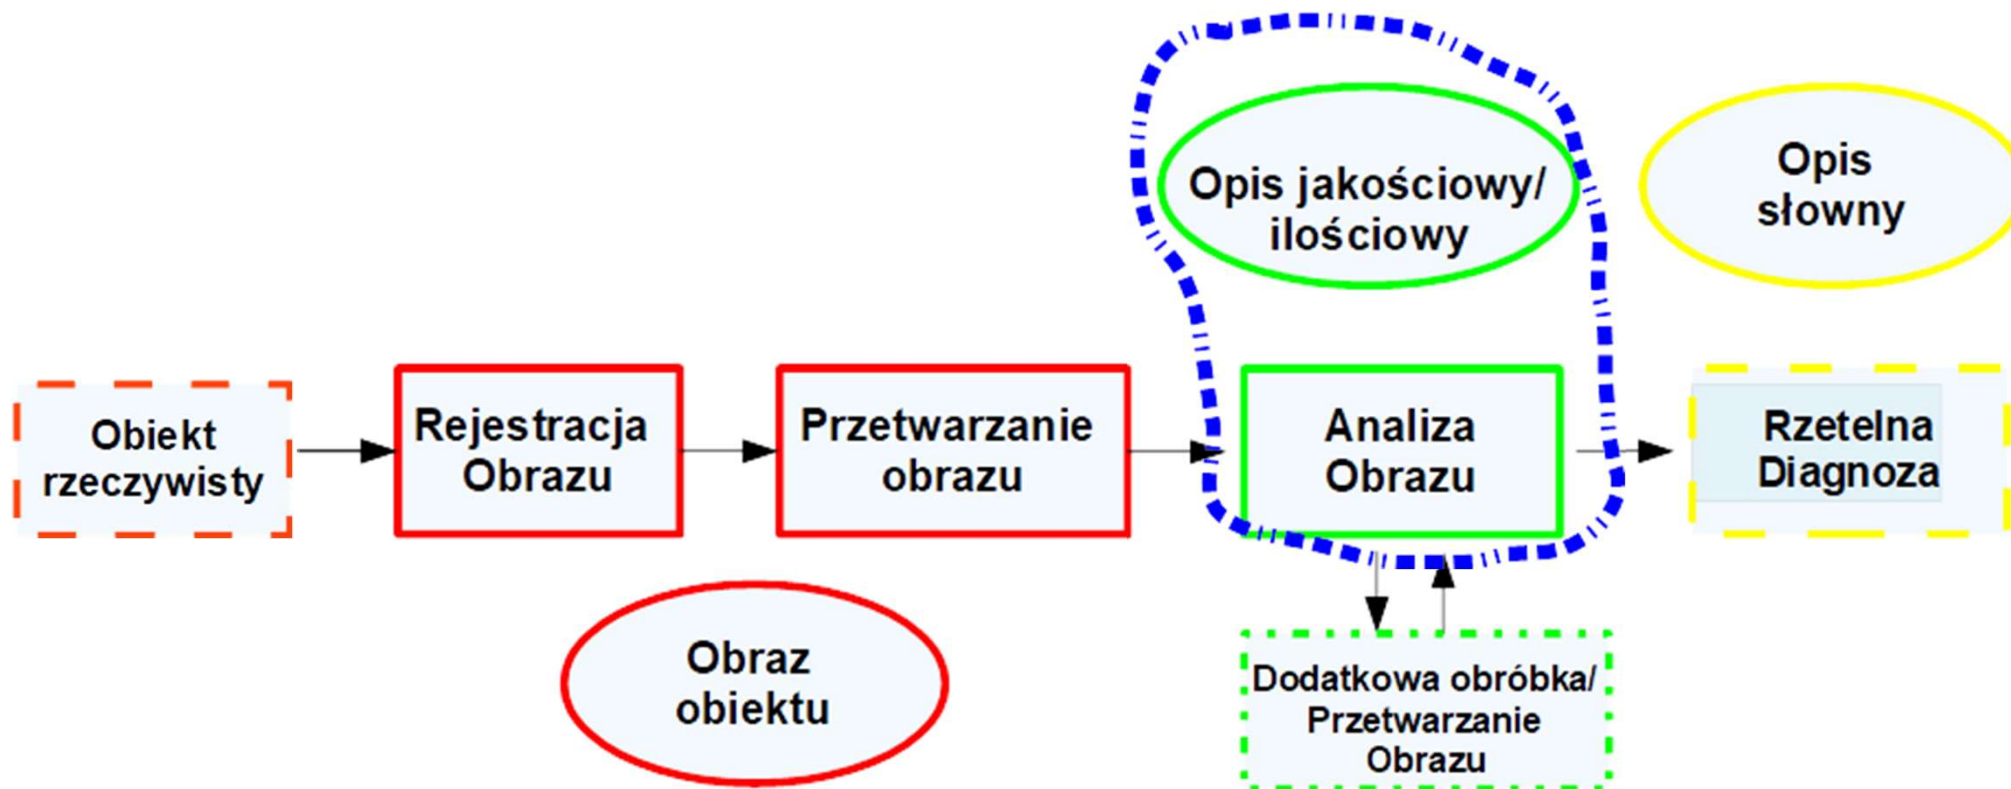 Opis jakościowy/
ilościowy
Opis
słowny
Obiekt
rzeczywisty
Rejestracja
Obrazu
Przetwarzanie
obrazu
Analiza
Obrazu
Rzetelna
Diagnoza
Obraz
obiektu
Dodatkowa obróbka/
Przetwarzanie
Obrazu